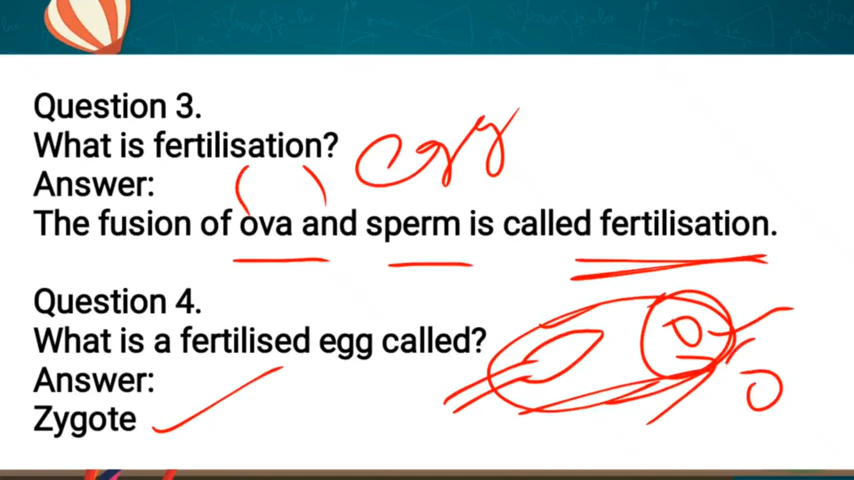 Question 3.
What is fertilisation?
egg
Answer:
The fusion of ova and sperm is called fertilisation.
Question 4.
What is a fertilised egg called?
Answer:
Zygote